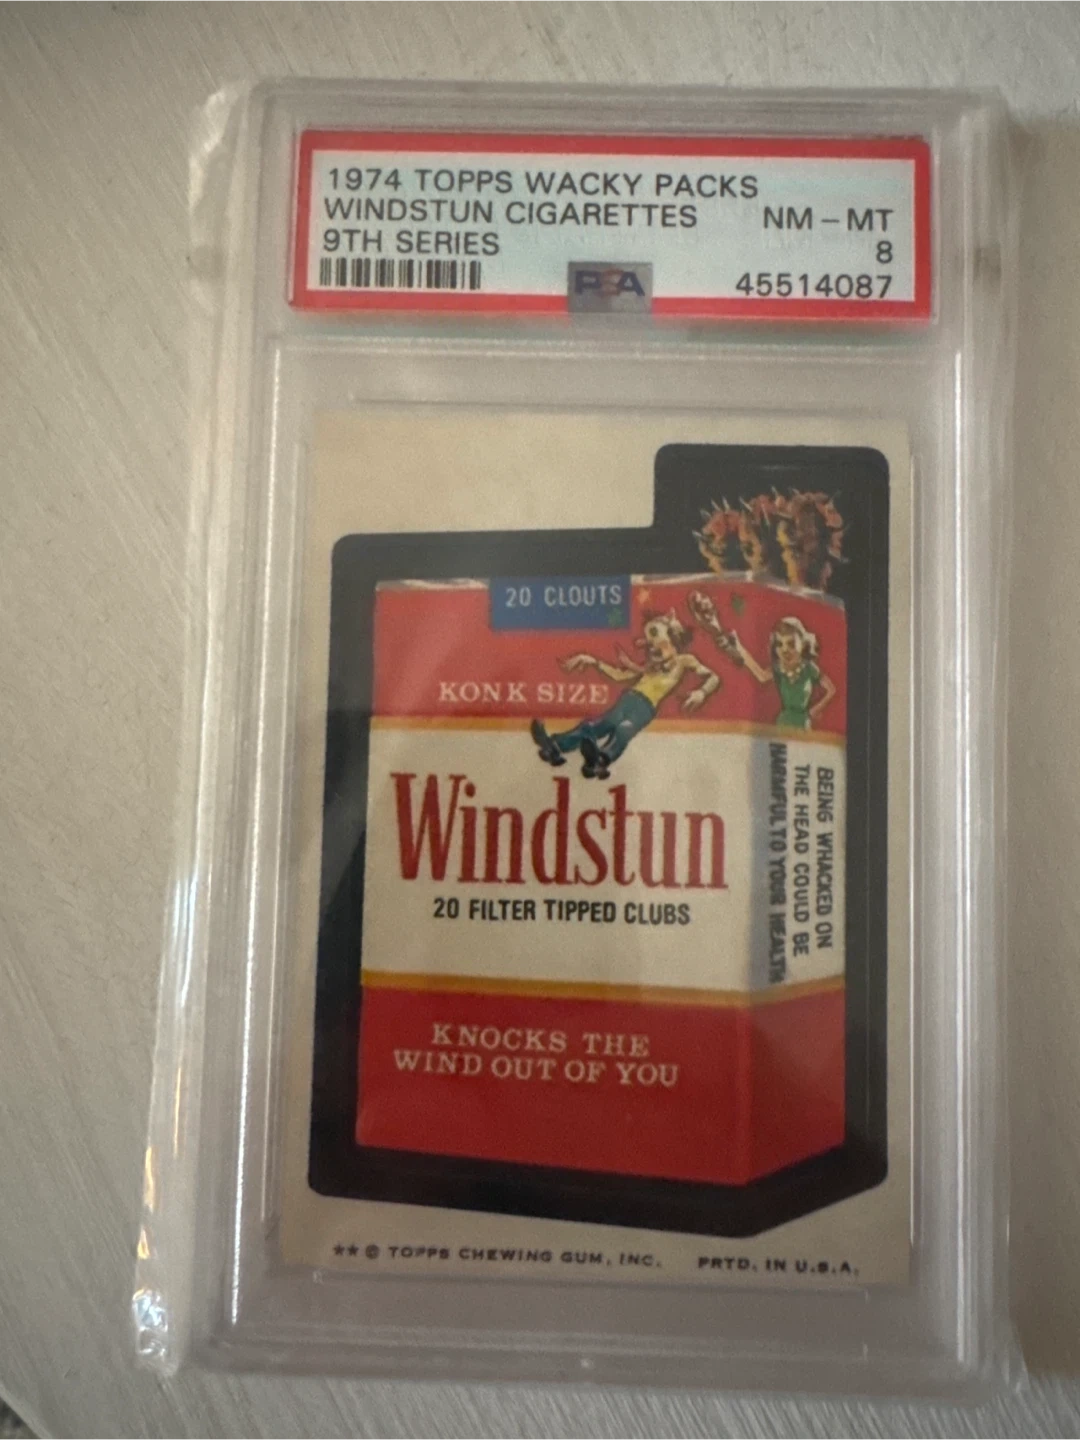 1974 TOPPS WACKY PACKS
WINDSTUN CIGARETTES NM - MT
9TH SERIES 8
PSA 45514087
20 CLOUTS
KONK SIZE
Windstun
20 FILTER TIPPED CLUBS
BEING WHACKED ON
THE HEAD COULD BE
HARMFUL TO YOUR HEALTH
KNOCKS THE
WIND OUT OF YOU
** © TOPPS CHEWING GUM, INC. PRTD. IN U.S.A.